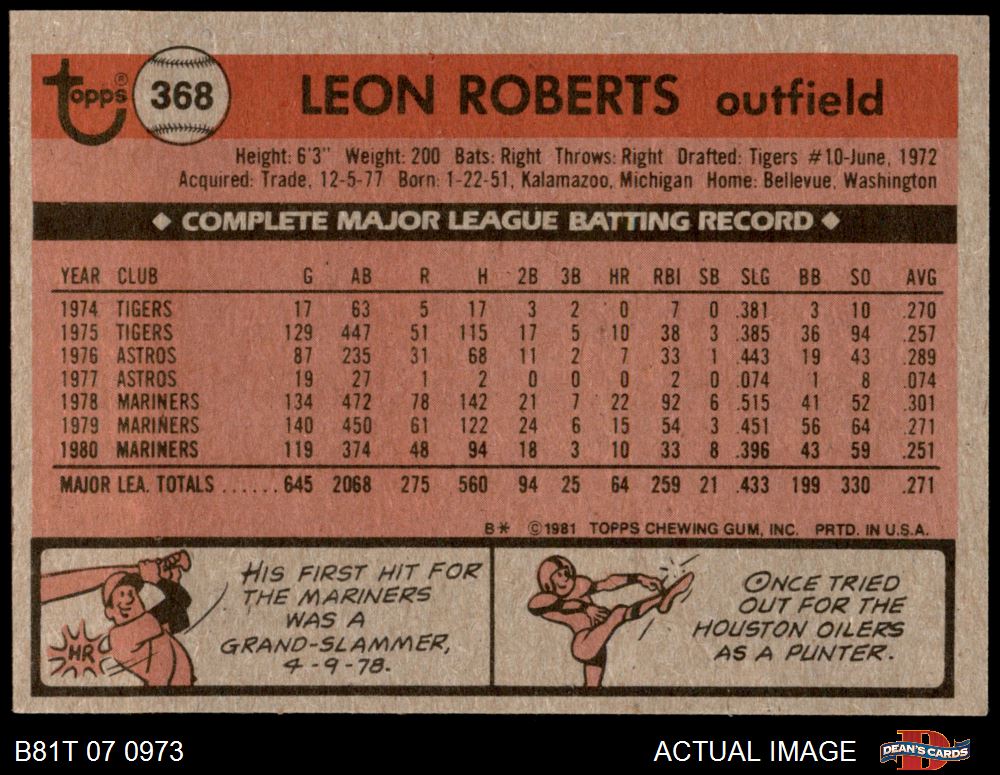 topps® 368 LEON ROBERTS outfield
Height: 6'3" Weight: 200 Bats: Right Throws: Right Drafted: Tigers #10-June, 1972
Acquired: Trade, 12-5-77 Born: 1-22-51, Kalamazoo, Michigan Home: Bellevue, Washington
◆ COMPLETE MAJOR LEAGUE BATTING RECORD ◆
YEAR CLUB G AB R H 2B 3B HR RBI SB SLG BB SO AVG
1974 TIGERS 17 63 5 17 3 2 0 7 0 .381 3 10 .270
1975 TIGERS 129 447 51 115 17 5 10 38 3 .385 36 94 .257
1976 ASTROS 87 235 31 68 11 2 7 33 1 .443 19 43 .289
1977 ASTROS 19 27 1 2 0 0 0 2 0 .074 1 8 .074
1978 MARINERS 134 472 78 142 21 7 22 92 6 .515 41 52 .301
1979 MARINERS 140 450 61 122 24 6 15 54 3 .451 56 64 .271
1980 MARINERS 119 374 48 94 18 3 10 33 8 .396 43 59 .251
MAJOR LEA. TOTALS ...... 645 2068 275 560 94 25 64 259 21 .433 199 330 .271
B* ©1981 TOPPS CHEWING GUM, INC. PRTD. IN U.S.A.
HR
HIS FIRST HIT FOR
THE MARINERS
WAS A
GRAND-SLAMMER,
4-9-78.
ONCE TRIED
OUT FOR THE
HOUSTON OILERS
AS A PUNTER.
B81T 07 0973 ACTUAL IMAGE DEAN'S CARDS